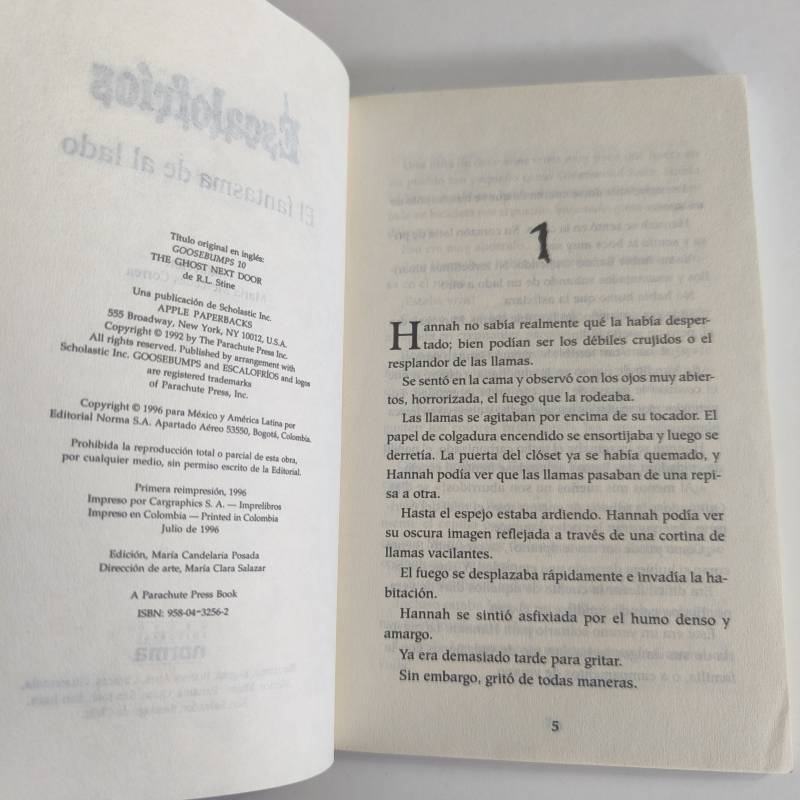 Escalofríos
El fantasma de al lado
Título original en inglés:
GOOSEBUMPS 10
THE GHOST NEXT DOOR
de R.L. Stine
Una publicación de Scholastic Inc.
APPLE PAPERBACKS
555 Broadway, New York, NY 10012, U.S.A.
Copyright © 1992 by The Parachute Press Inc.
All rights reserved. Published by arrangement with
Scholastic Inc. GOOSEBUMPS and ESCALOFRÍOS and logos
are registered trademarks
of Parachute Press, Inc.
Copyright © 1996 para México y América Latina por
Editorial Norma S.A. Apartado Aéreo 53550, Bogotá, Colombia.
Prohibida la reproducción total o parcial de esta obra,
por cualquier medio, sin permiso escrito de la Editorial.
Primera reimpresión, 1996
Impreso por Cargraphics S. A. — Imprelibros
Impreso en Colombia — Printed in Colombia
Julio de 1996
Edición, María Candelaria Posada
Dirección de arte, María Clara Salazar
A Parachute Press Book
ISBN: 958-04-3256-2
norma
1
Hannah no sabía realmente qué la había desper-
tado; bien podían ser los débiles crujidos o el
resplandor de las llamas.
Se sentó en la cama y observó con los ojos muy abier-
tos, horrorizada, el fuego que la rodeaba.
Las llamas se agitaban por encima de su tocador. El
papel de colgadura encendido se ensortijaba y luego se
derretía. La puerta del clóset ya se había quemado, y
Hannah podía ver que las llamas pasaban de una repi-
sa a otra.
Hasta el espejo estaba ardiendo. Hannah podía ver
su oscura imagen reflejada a través de una cortina de
llamas vacilantes.
El fuego se desplazaba rápidamente e invadía la ha-
bitación.
Hannah se sintió asfixiada por el humo denso y
amargo.
Ya era demasiado tarde para gritar.
Sin embargo, gritó de todas maneras.
5